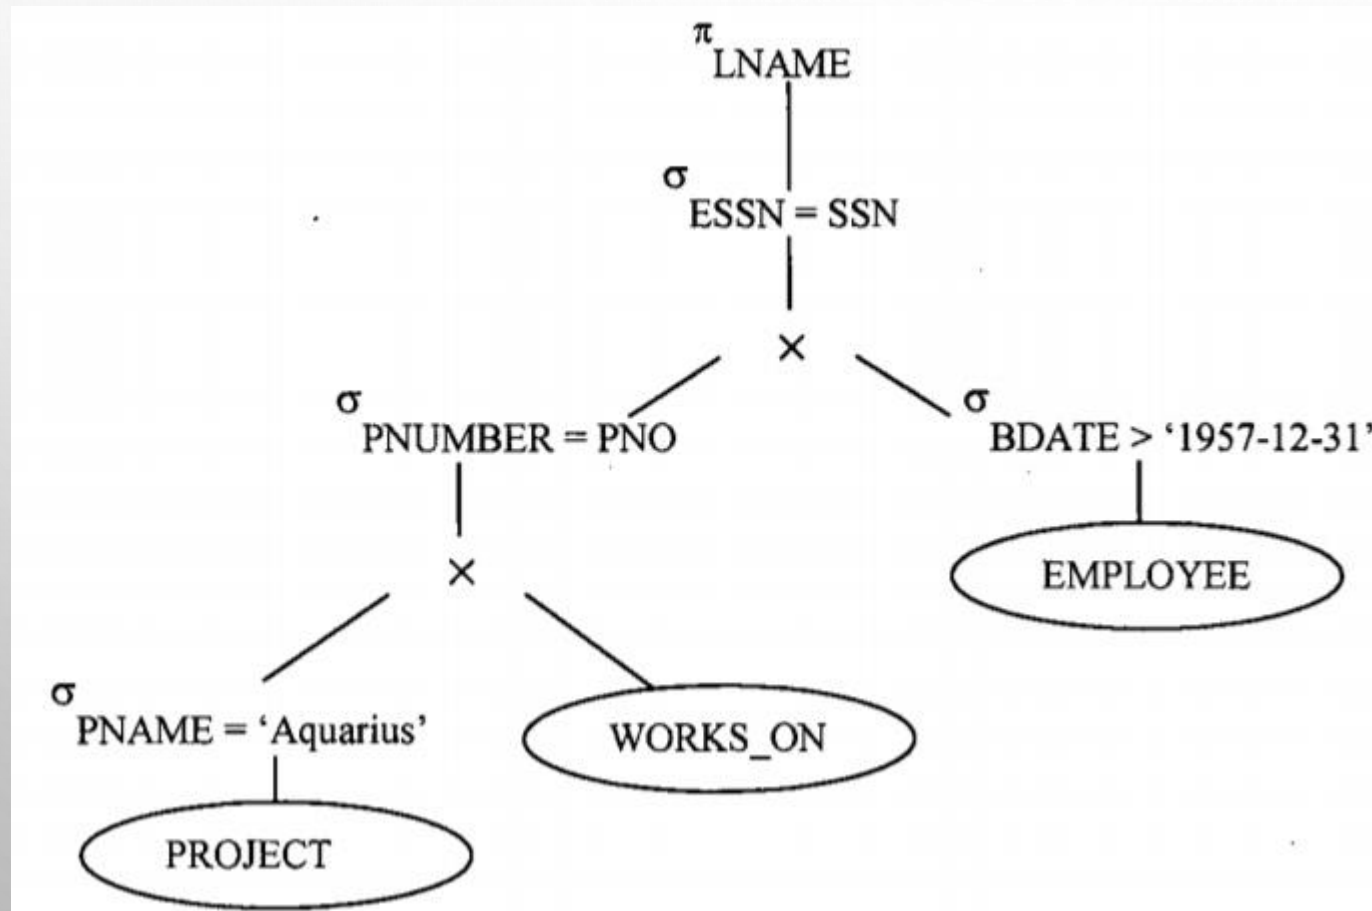 π
LNAME
σ
ESSN = SSN
×
σ
PNUMBER = PNO
σ
BDATE > ‘1957-12-31’
×
EMPLOYEE
σ
PNAME = ‘Aquarius’
WORKS_ON
PROJECT